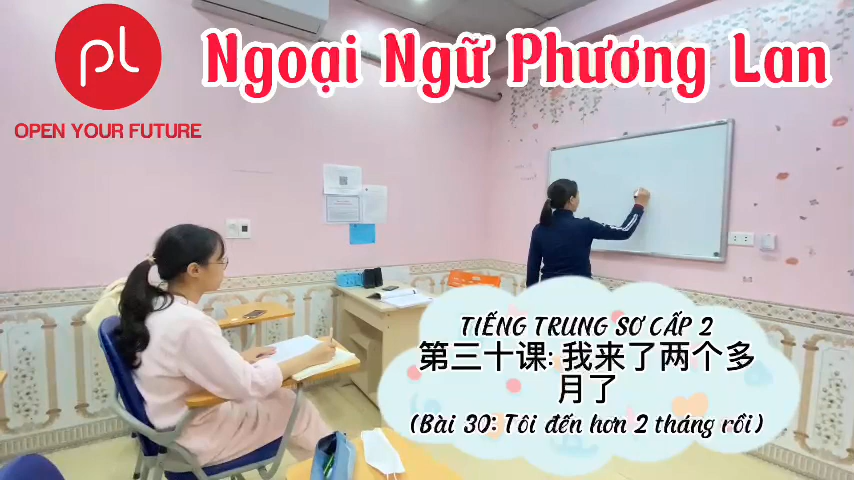 pl
OPEN YOUR FUTURE
Ngoại Ngữ Phương Lan
TIẾNG TRUNG SƠ CẤP 2
第三十课: 我来了两个多
月了
(Bài 30: Tôi đến hơn 2 tháng rồi)